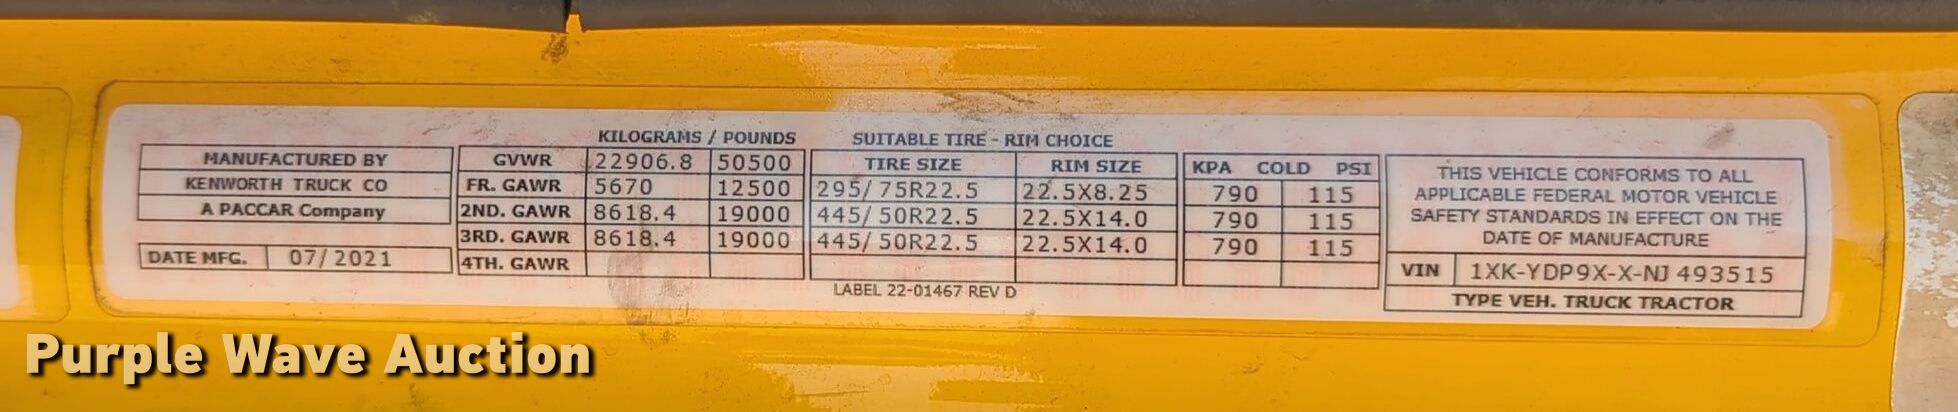 KILOGRAMS / POUNDS SUITABLE TIRE - RIM CHOICE
MANUFACTURED BY
KENWORTH TRUCK CO
A PACCAR Company
DATE MFG. 07/2021
GVWR 22906.8 50500 TIRE SIZE RIM SIZE KPA COLD PSI
FR. GAWR 5670 12500 295/75R22.5 22.5X8.25 790 115
2ND. GAWR 8618.4 19000 445/50R22.5 22.5X14.0 790 115
3RD. GAWR 8618.4 19000 445/50R22.5 22.5X14.0 790 115
4TH. GAWR
LABEL 22-01467 REV D
THIS VEHICLE CONFORMS TO ALL
APPLICABLE FEDERAL MOTOR VEHICLE
SAFETY STANDARDS IN EFFECT ON THE
DATE OF MANUFACTURE
VIN 1XK-YDP9X-X-NJ 493515
TYPE VEH. TRUCK TRACTOR
Purple Wave Auction